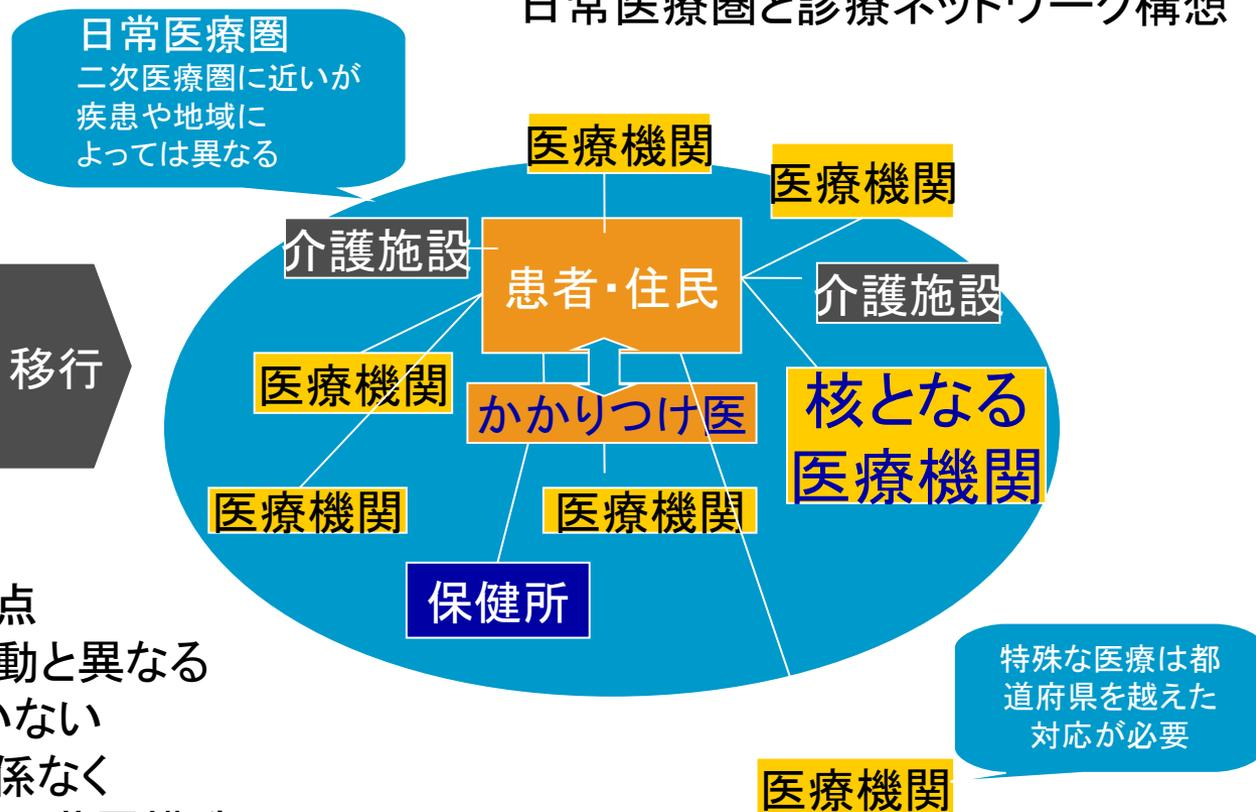 日常医療圏と診療ネットワーク構想
日常医療圏
二次医療圏に近いが
疾患や地域に
よっては異なる
医療機関
医療機関
介護施設
患者・住民
介護施設
移行
医療機関
かかりつけ医
核となる
医療機関
医療機関
医療機関
保健所
点
動と異なる
いない
係なく
特殊な医療は都
道府県を越えた
対応が必要
医療機関